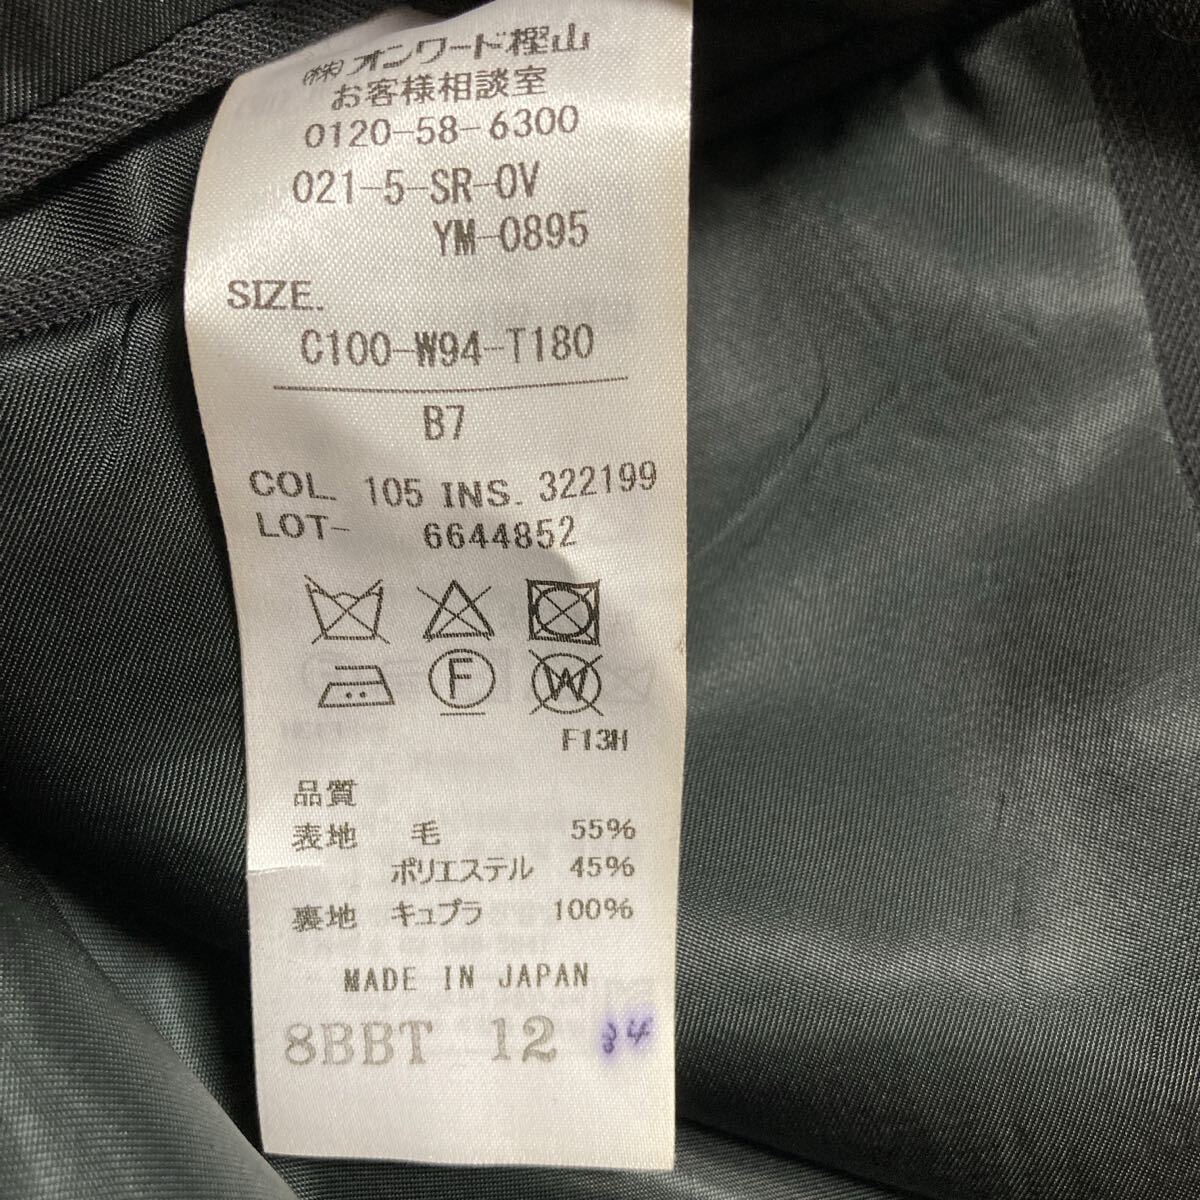 (株)オンワード樫山
お客様相談室
0120-58-6300
021-5-SR-OV
YM-0895
SIZE.
C100-W94-T180
B7
COL. 105 INS. 322199
LOT- 6644852
F W
F13H
品質
表地 毛 55%
ポリエステル 45%
裏地 キュプラ 100%
MADE IN JAPAN
8BBT 12